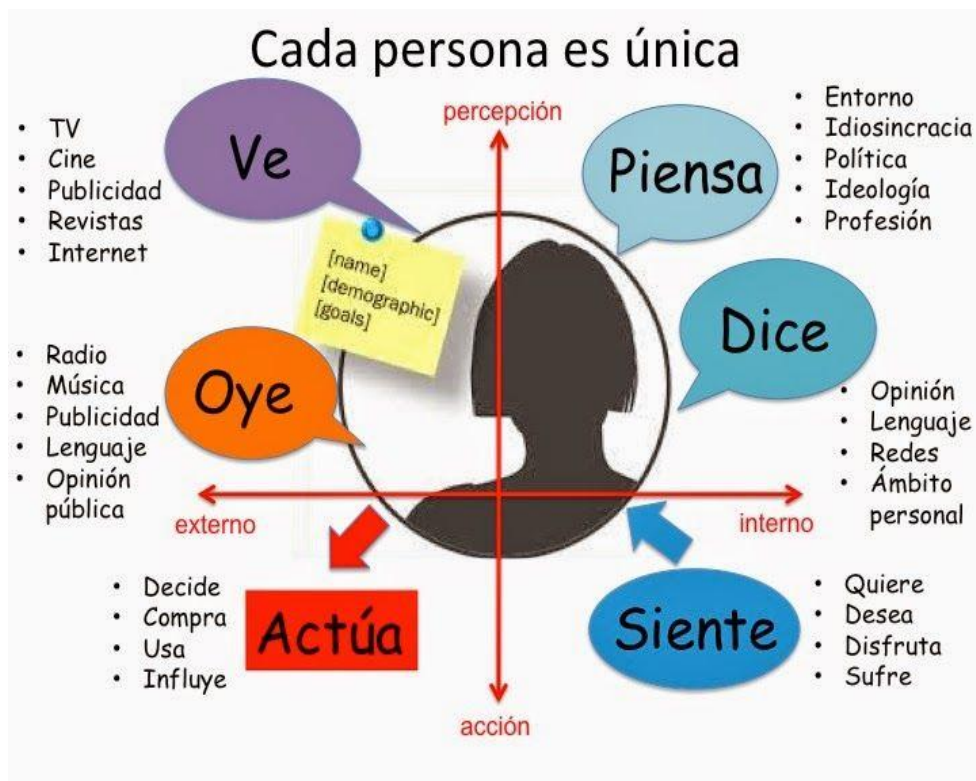 Cada persona es única
percepción
Ve
• TV
• Cine
• Publicidad
• Revistas
• Internet
Piensa
• Entorno
• Idiosincracia
• Política
• Ideología
• Profesión
[name]
[demographic]
[goals]
Oye
• Radio
• Música
• Publicidad
• Lenguaje
• Opinión
pública
Dice
• Opinión
• Lenguaje
• Redes
• Ámbito
personal
externo
interno
Actúa
• Decide
• Compra
• Usa
• Influye
Siente
• Quiere
• Desea
• Disfruta
• Sufre
acción